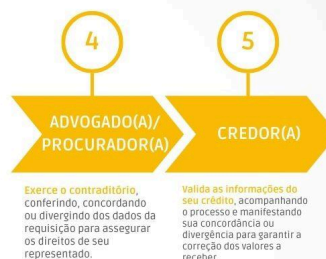 4
ADVOGADO(A)/
PROCURADOR(A)
Exerce o contraditório,
conferindo, concordando
ou divergindo dos dados da
requisição para assegurar
os direitos de seu
representado.
5
CREDOR(A)
Valida as informações do
seu crédito, acompanhando
o processo e manifestando
sua concordância ou
divergência para garantir a
correção dos valores a
receber